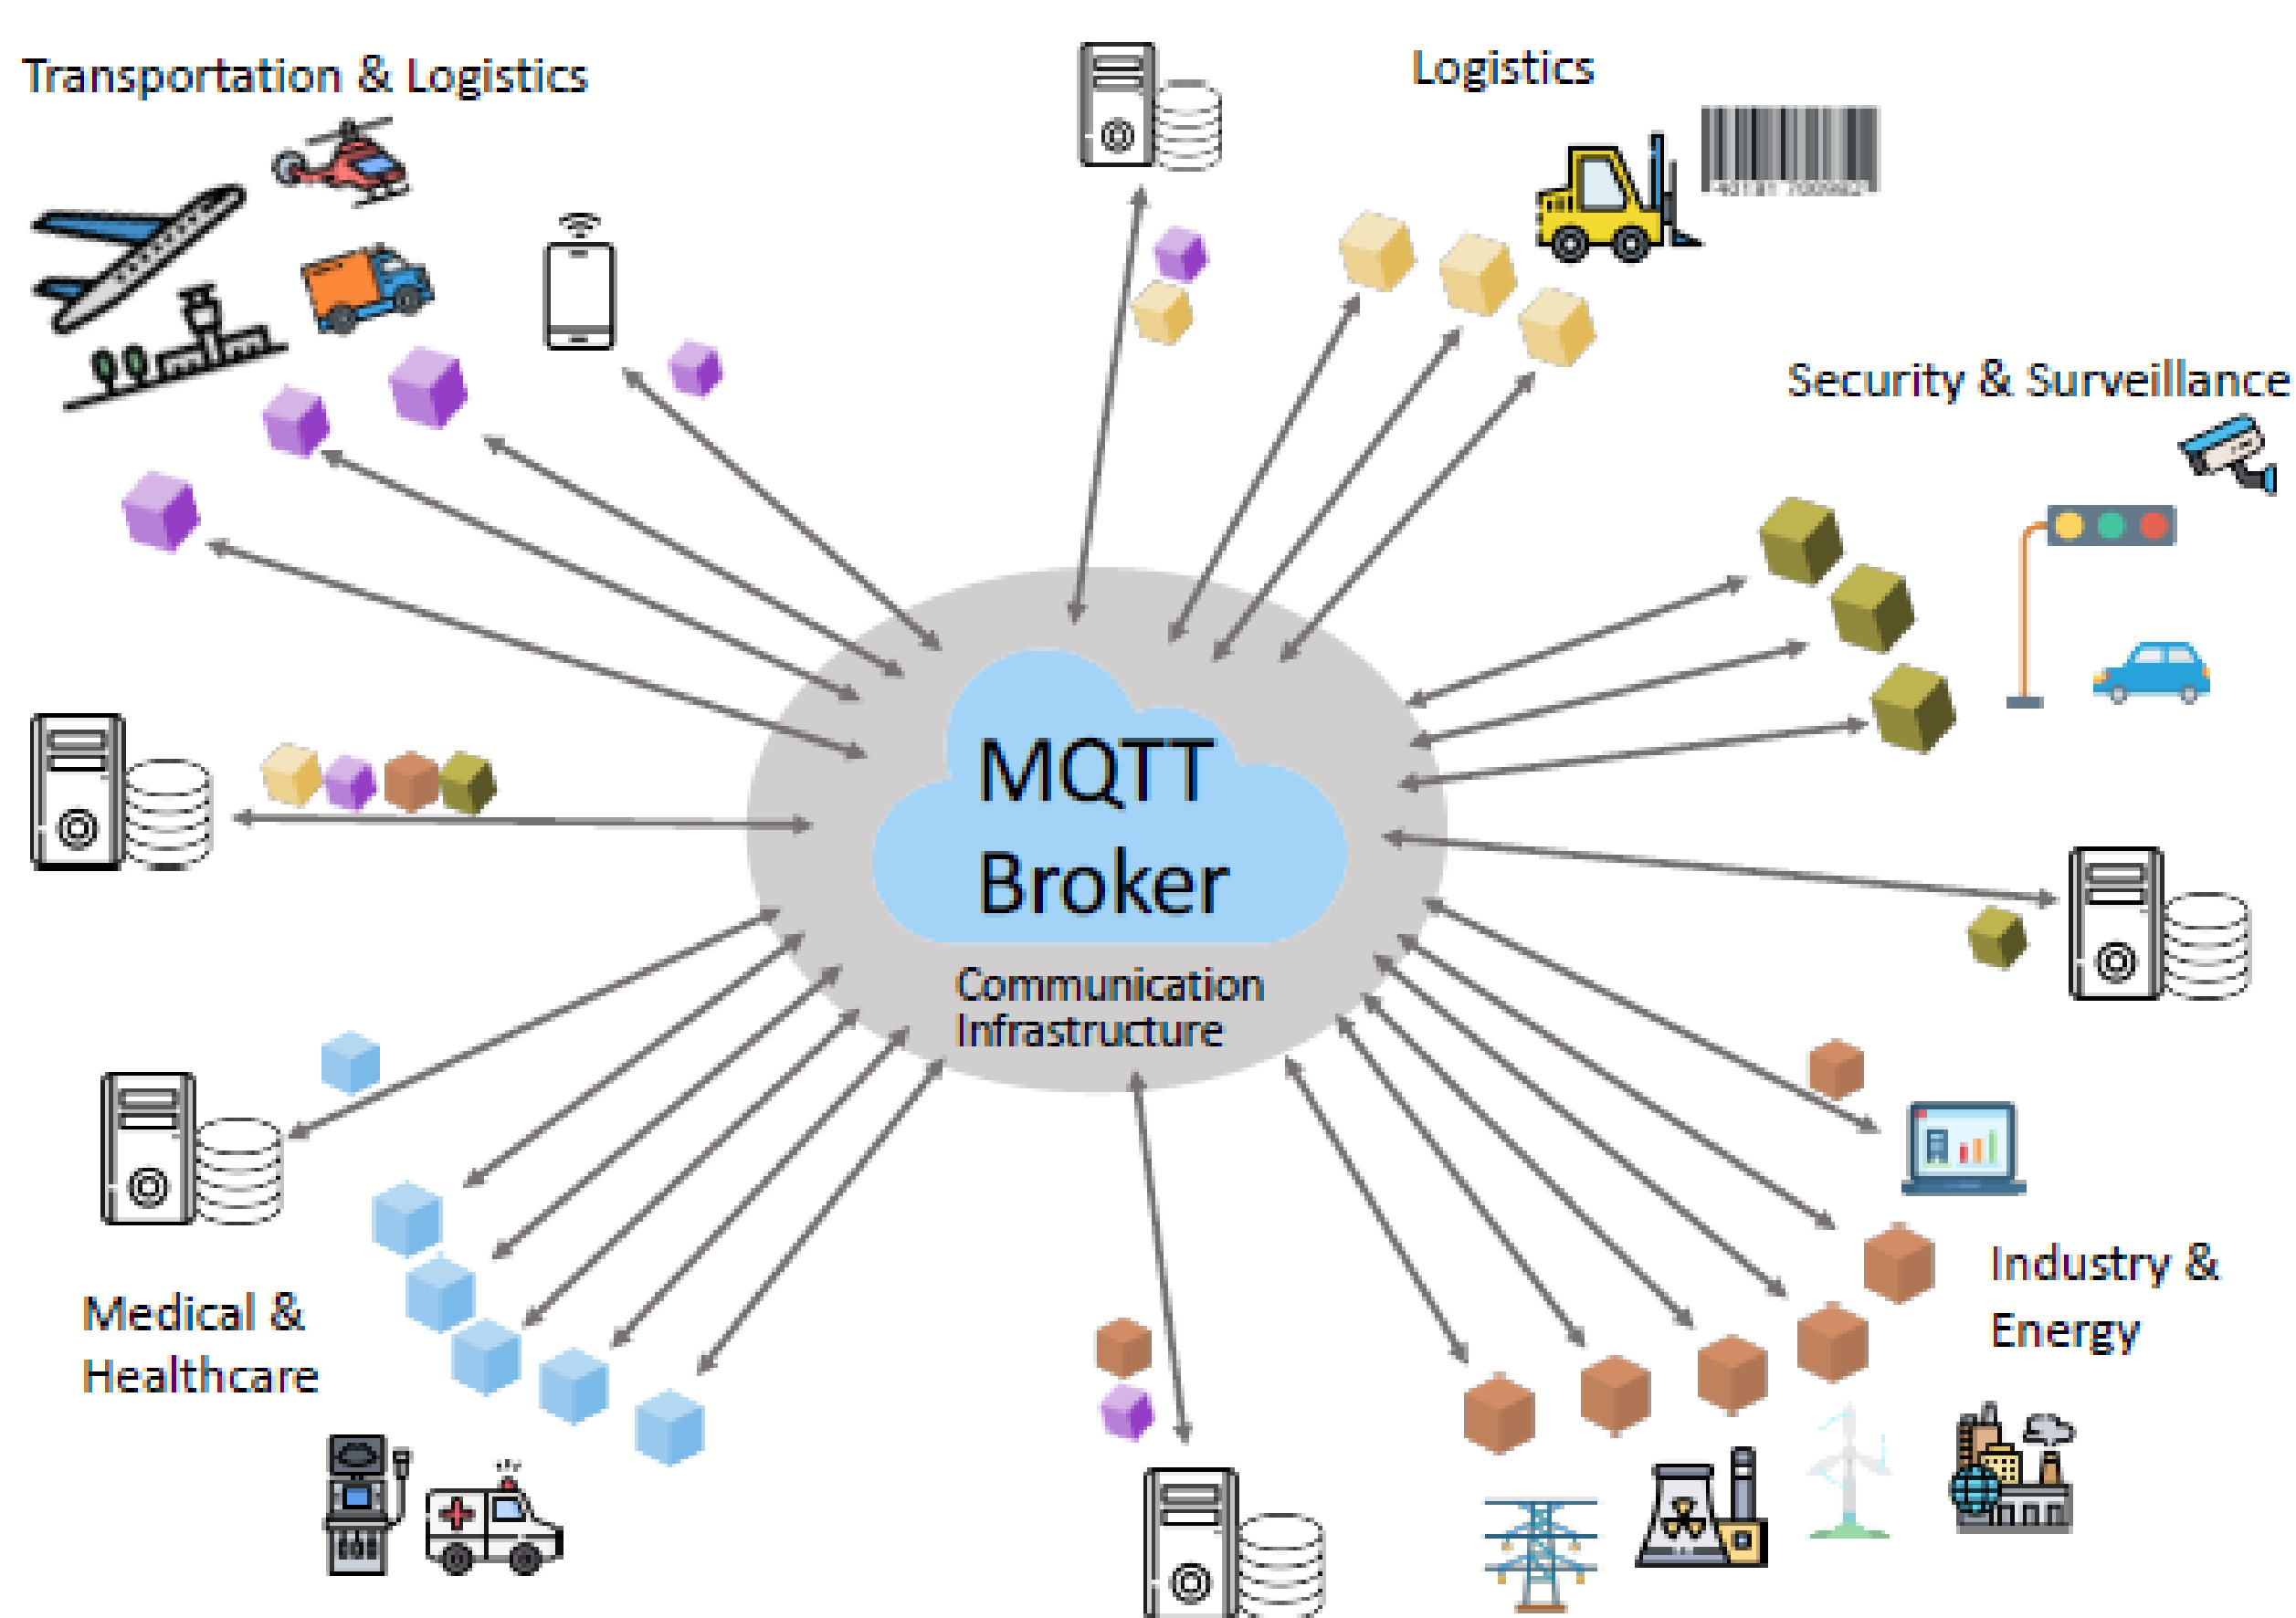 Transportation & Logistics
Logistics
Security & Surveillance
MQTT
Broker
Communication
Infrastructure
Medical &
Healthcare
Industry &
Energy